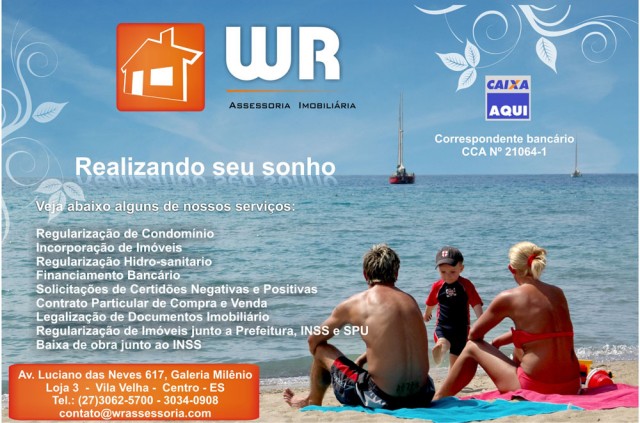 WR
Assessoria Imobiliária
CAIXA
AQUI
Correspondente bancário
CCA Nº 21064-1
Realizando seu sonho
Veja abaixo alguns de nossos serviços:
Regularização de Condomínio
Incorporação de Imóveis
Regularização Hidro-sanitario
Financiamento Bancário
Solicitações de Certidões Negativas e Positivas
Contrato Particular de Compra e Venda
Legalização de Documentos Imobiliário
Regularização de Imóveis junto a Prefeitura, INSS e SPU
Baixa de obra junto ao INSS
Av. Luciano das Neves 617, Galeria Milênio
Loja 3 - Vila Velha - Centro - ES
Tel.: (27)3062-5700 - 3034-0908
contato@wrassessoria.com